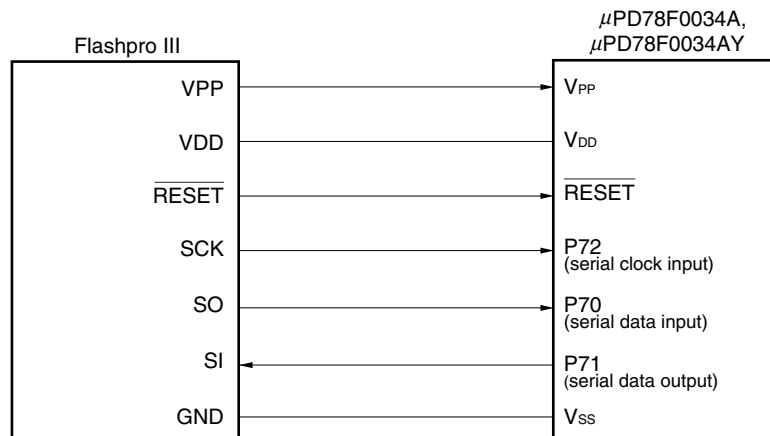 µPD78F0034A,
Flashpro III µPD78F0034AY
VPP VPP
VDD VDD
RESET RESET
SCK P72
(serial clock input)
SO P70
(serial data input)
SI P71
(serial data output)
GND VSS